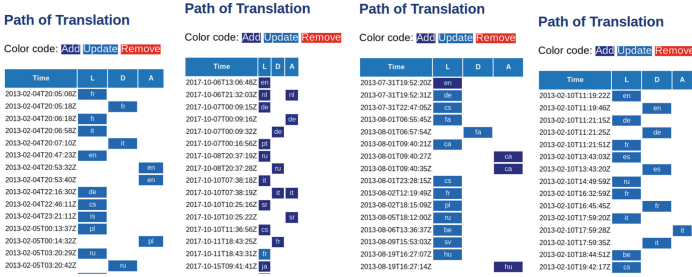 Path of Translation
Color code: Add Update Remove
Time L D A
2013-02-04T20:05:08Z fr
2013-02-04T20:05:18Z fr
2013-02-04T20:06:18Z fi
2013-02-04T20:06:58Z it
2013-02-04T20:07:10Z it
2013-02-04T20:47:23Z en
2013-02-04T20:53:32Z en
2013-02-04T20:53:40Z en
2013-02-04T22:16:30Z de
2013-02-04T22:46:11Z cs
2013-02-04T23:21:11Z is
2013-02-05T00:13:37Z pl
2013-02-05T00:14:32Z pl
2013-02-05T03:20:29Z ru
2013-02-05T03:20:42Z ru
Path of Translation
Color code: Add Update Remove
Time L D A
2017-10-06T13:06:48Z en
2017-10-06T21:32:03Z nl nl
2017-10-07T00:09:15Z de
2017-10-07T00:09:16Z de
2017-10-07T00:09:32Z de
2017-10-07T00:16:56Z pl
2017-10-08T20:37:19Z ru
2017-10-08T20:37:28Z ru
2017-10-10T07:38:18Z it
2017-10-10T07:38:19Z it it
2017-10-10T10:25:16Z sr
2017-10-10T10:25:22Z sr
2017-10-10T11:36:56Z cs
2017-10-11T18:43:25Z fr
2017-10-11T18:43:31Z fr
2017-10-15T09:41:41Z ja
Path of Translation
Color code: Add Update Remove
Time L D A
2013-07-31T19:52:20Z en
2013-07-31T19:52:31Z de
2013-07-31T22:47:05Z cs
2013-08-01T06:55:45Z fa
2013-08-01T06:57:54Z fa
2013-08-01T09:40:21Z ca
2013-08-01T09:40:27Z ca
2013-08-01T09:40:35Z ca
2013-08-01T23:28:15Z cs
2013-08-02T12:19:49Z fr
2013-08-02T18:15:09Z pl
2013-08-05T18:12:00Z ru
2013-08-06T13:36:37Z be
2013-08-09T15:53:03Z sv
2013-08-19T16:27:07Z hu
2013-08-19T16:27:14Z hu
Path of Translation
Color code: Add Update Remove
Time L D A
2013-02-10T11:19:22Z en
2013-02-10T11:19:46Z en
2013-02-10T11:21:15Z de
2013-02-10T11:21:25Z de
2013-02-10T11:21:51Z fr
2013-02-10T13:43:03Z es
2013-02-10T13:43:20Z es
2013-02-10T14:49:59Z ru
2013-02-10T16:32:59Z fr
2013-02-10T16:45:45Z fr
2013-02-10T17:59:20Z it
2013-02-10T17:59:28Z it
2013-02-10T17:59:35Z it
2013-02-10T18:44:51Z be
2013-02-10T19:42:17Z cs